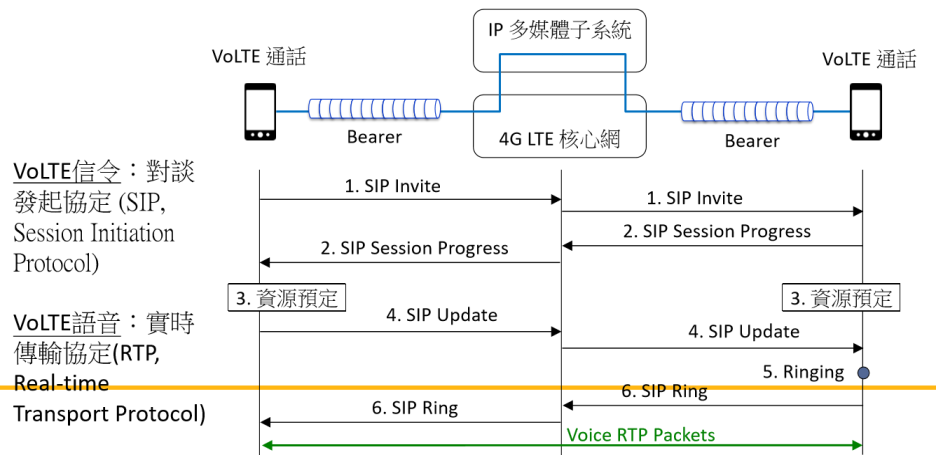 IP 多媒體子系統
VoLTE 通話
VoLTE 通話
Bearer
4G LTE 核心網
Bearer
VoLTE信令：對談
發起協定 (SIP,
Session Initiation
Protocol)
1. SIP Invite
1. SIP Invite
2. SIP Session Progress
2. SIP Session Progress
3. 資源預定
3. 資源預定
VoLTE語音：實時
傳輸協定(RTP,
Real-time
Transport Protocol)
4. SIP Update
4. SIP Update
5. Ringing
6. SIP Ring
6. SIP Ring
Voice RTP Packets